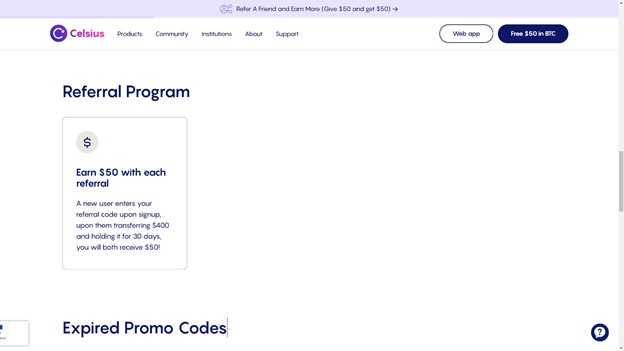 Refer A Friend and Earn More (Give $50 and get $50) →
Celsius
Products
Community
Institutions
About
Support
Web app
Free $50 in BTC
Referral Program
$
Earn $50 with each
referral
A new user enters your
referral code upon signup,
upon them transferring $400
and holding it for 30 days,
you will both receive $50!
Expired Promo Codes